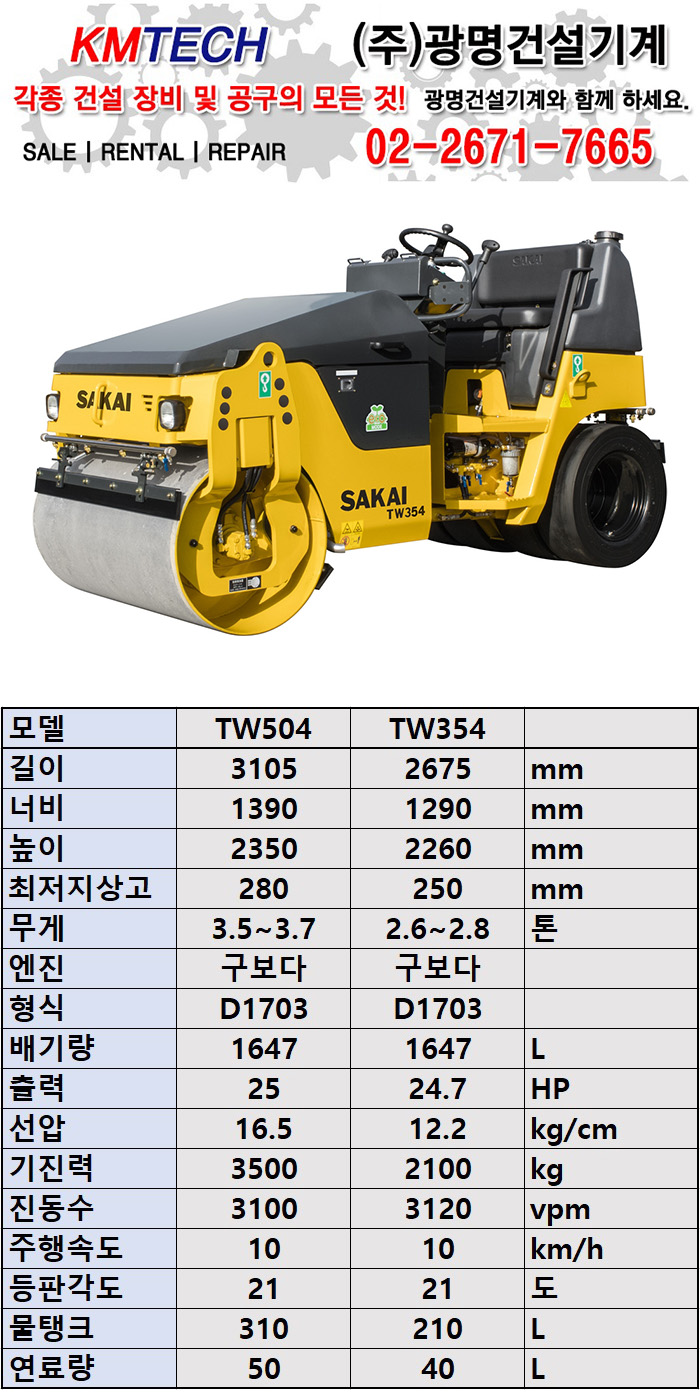 KMTECH (주)광명건설기계
각종 건설 장비 및 공구의 모든 것! 광명건설기계와 함께 하세요.
SALE | RENTAL | REPAIR 02-2671-7665
SAKAI
SAKAI
SAKAI
TW354
모델 TW504 TW354
길이 3105 2675 mm
너비 1390 1290 mm
높이 2350 2260 mm
최저지상고 280 250 mm
무게 3.5~3.7 2.6~2.8 톤
엔진 구보다 구보다
형식 D1703 D1703
배기량 1647 1647 L
출력 25 24.7 HP
선압 16.5 12.2 kg/cm
기진력 3500 2100 kg
진동수 3100 3120 vpm
주행속도 10 10 km/h
등판각도 21 21 도
물탱크 310 210 L
연료량 50 40 L